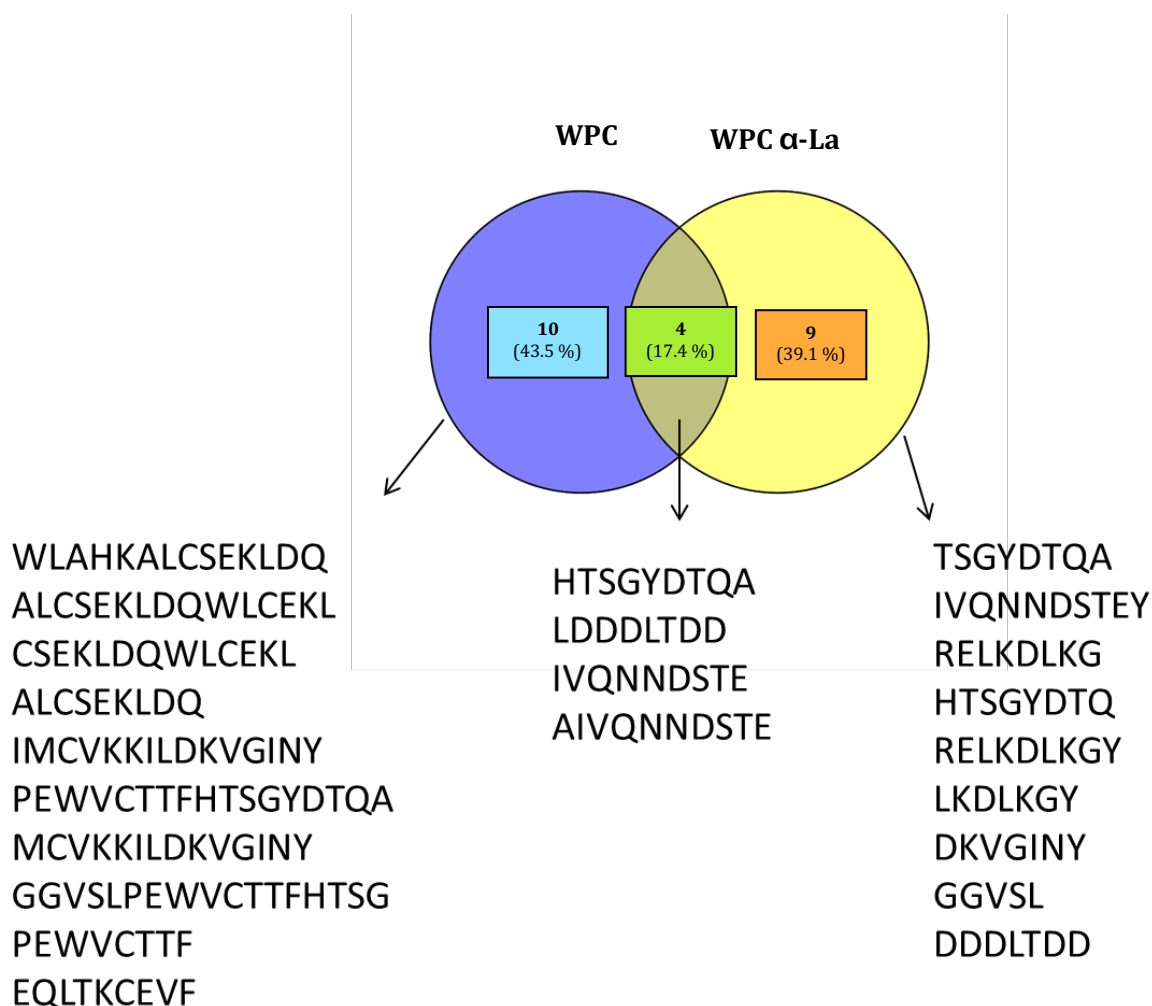 WPC
WPC α-La
10
(43.5 %)
4
(17.4 %)
9
(39.1 %)
WLAHKALCSEKLDQ
ALCSEKLDQWLCEKL
CSEKLDQWLCEKL
ALCSEKLDQ
IMCVKKILDKVGINY
PEWVCTTFHTSGYDTQA
MCVKKILDKVGINY
GGVSLPEWVCTTFHTSG
PEWVCTTF
EQLTKCEVF
HTSGYDTQA
LDDDLTDD
IVQNNDSTE
AIVQNNDSTE
TSGYDTQA
IVQNNDSTEY
RELKDLKG
HTSGYDTQ
RELKDLKGY
LKDLKGY
DKVGINY
GGVSL
DDDLTDD